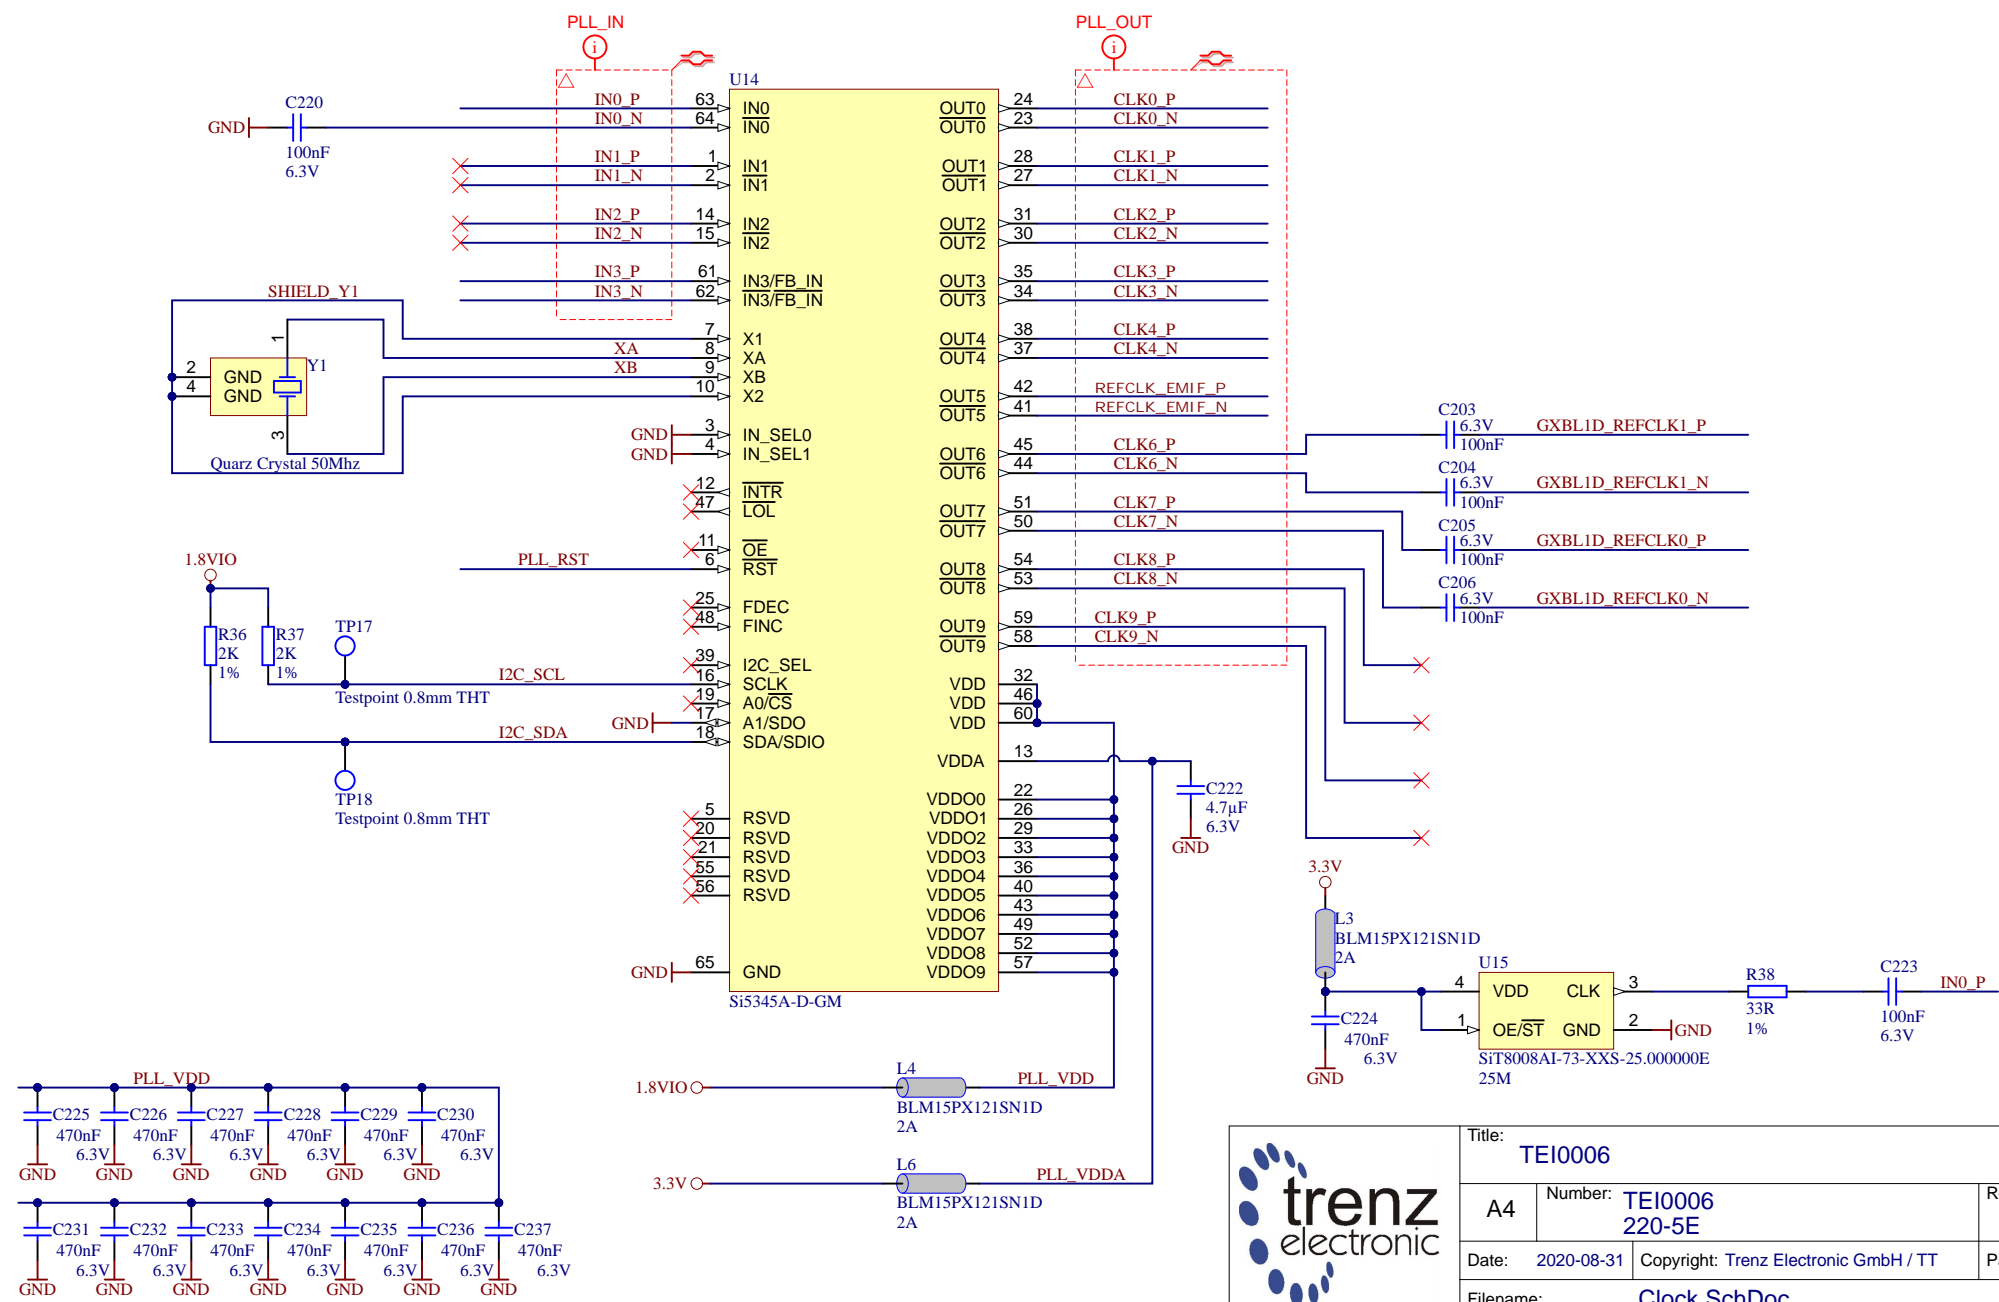 PLL_IN
PLL_OUT
i
i
U14
C220
GND
100nF
6.3V
IN0_P 63 IN0
IN0_N 64 IN0
IN1_P 1 IN1
IN1_N 2 IN1
IN2_P 14 IN2
IN2_N 15 IN2
IN3_P 61 IN3/FB_IN
IN3_N 62 IN3/FB_IN
SHIELD_Y1
7 X1
XA 8 XA
XB 9 XB
10 X2
1
2 GND
4 GND
Y1
3
Quarz Crystal 50Mhz
GND 3 IN_SEL0
GND 4 IN_SEL1
12 INTR
47 LOL
11 OE
PLL_RST 6 RST
25 FDEC
48 FINC
39 I2C_SEL
I2C_SCL 16 SCLK
19 A0/CS
GND 17 A1/SDO
I2C_SDA 18 SDA/SDIO
1.8VIO
R36
2K
1%
R37
2K
1%
TP17
Testpoint 0.8mm THT
TP18
Testpoint 0.8mm THT
5 RSVD
20 RSVD
21 RSVD
55 RSVD
56 RSVD
GND 65 GND
Si5345A-D-GM
OUT0 24 CLK0_P
OUT0 23 CLK0_N
OUT1 28 CLK1_P
OUT1 27 CLK1_N
OUT2 31 CLK2_P
OUT2 30 CLK2_N
OUT3 35 CLK3_P
OUT3 34 CLK3_N
OUT4 38 CLK4_P
OUT4 37 CLK4_N
OUT5 42 REFCLK_EMIF_P
OUT5 41 REFCLK_EMIF_N
OUT6 45 CLK6_P
OUT6 44 CLK6_N
OUT7 51 CLK7_P
OUT7 50 CLK7_N
OUT8 54 CLK8_P
OUT8 53 CLK8_N
OUT9 59 CLK9_P
OUT9 58 CLK9_N
VDD 32
VDD 46
VDD 60
VDDA 13
VDDO0 22
VDDO1 26
VDDO2 29
VDDO3 33
VDDO4 36
VDDO5 40
VDDO6 43
VDDO7 49
VDDO8 52
VDDO9 57
C203
6.3V
100nF
GXBL1D_REFCLK1_P
C204
6.3V
100nF
GXBL1D_REFCLK1_N
C205
6.3V
100nF
GXBL1D_REFCLK0_P
C206
6.3V
100nF
GXBL1D_REFCLK0_N
C222
4.7µF
6.3V
GND
3.3V
L3
BLM15PX121SN1D
2A
C224
470nF
6.3V
GND
U15
4 VDD CLK 3
1 OE/ST GND 2 GND
SiT8008AI-73-XXS-25.000000E
25M
R38
33R
1%
C223
100nF
6.3V
IN0_P
1.8VIO
L4
BLM15PX121SN1D
2A
PLL_VDD
3.3V
L6
BLM15PX121SN1D
2A
PLL_VDDA
PLL_VDD
C225 C226 C227 C228 C229 C230
470nF 470nF 470nF 470nF 470nF 470nF
6.3V 6.3V 6.3V 6.3V 6.3V 6.3V
GND GND GND GND GND GND
C231 C232 C233 C234 C235 C236 C237
470nF 470nF 470nF 470nF 470nF 470nF 470nF
6.3V 6.3V 6.3V 6.3V 6.3V 6.3V 6.3V
GND GND GND GND GND GND GND
trenz
electronic
Title:
TEI0006
A4
Number: TEI0006
220-5E
R
Date: 2020-08-31
Copyright: Trenz Electronic GmbH / TT
Filename: Clock.SchDoc